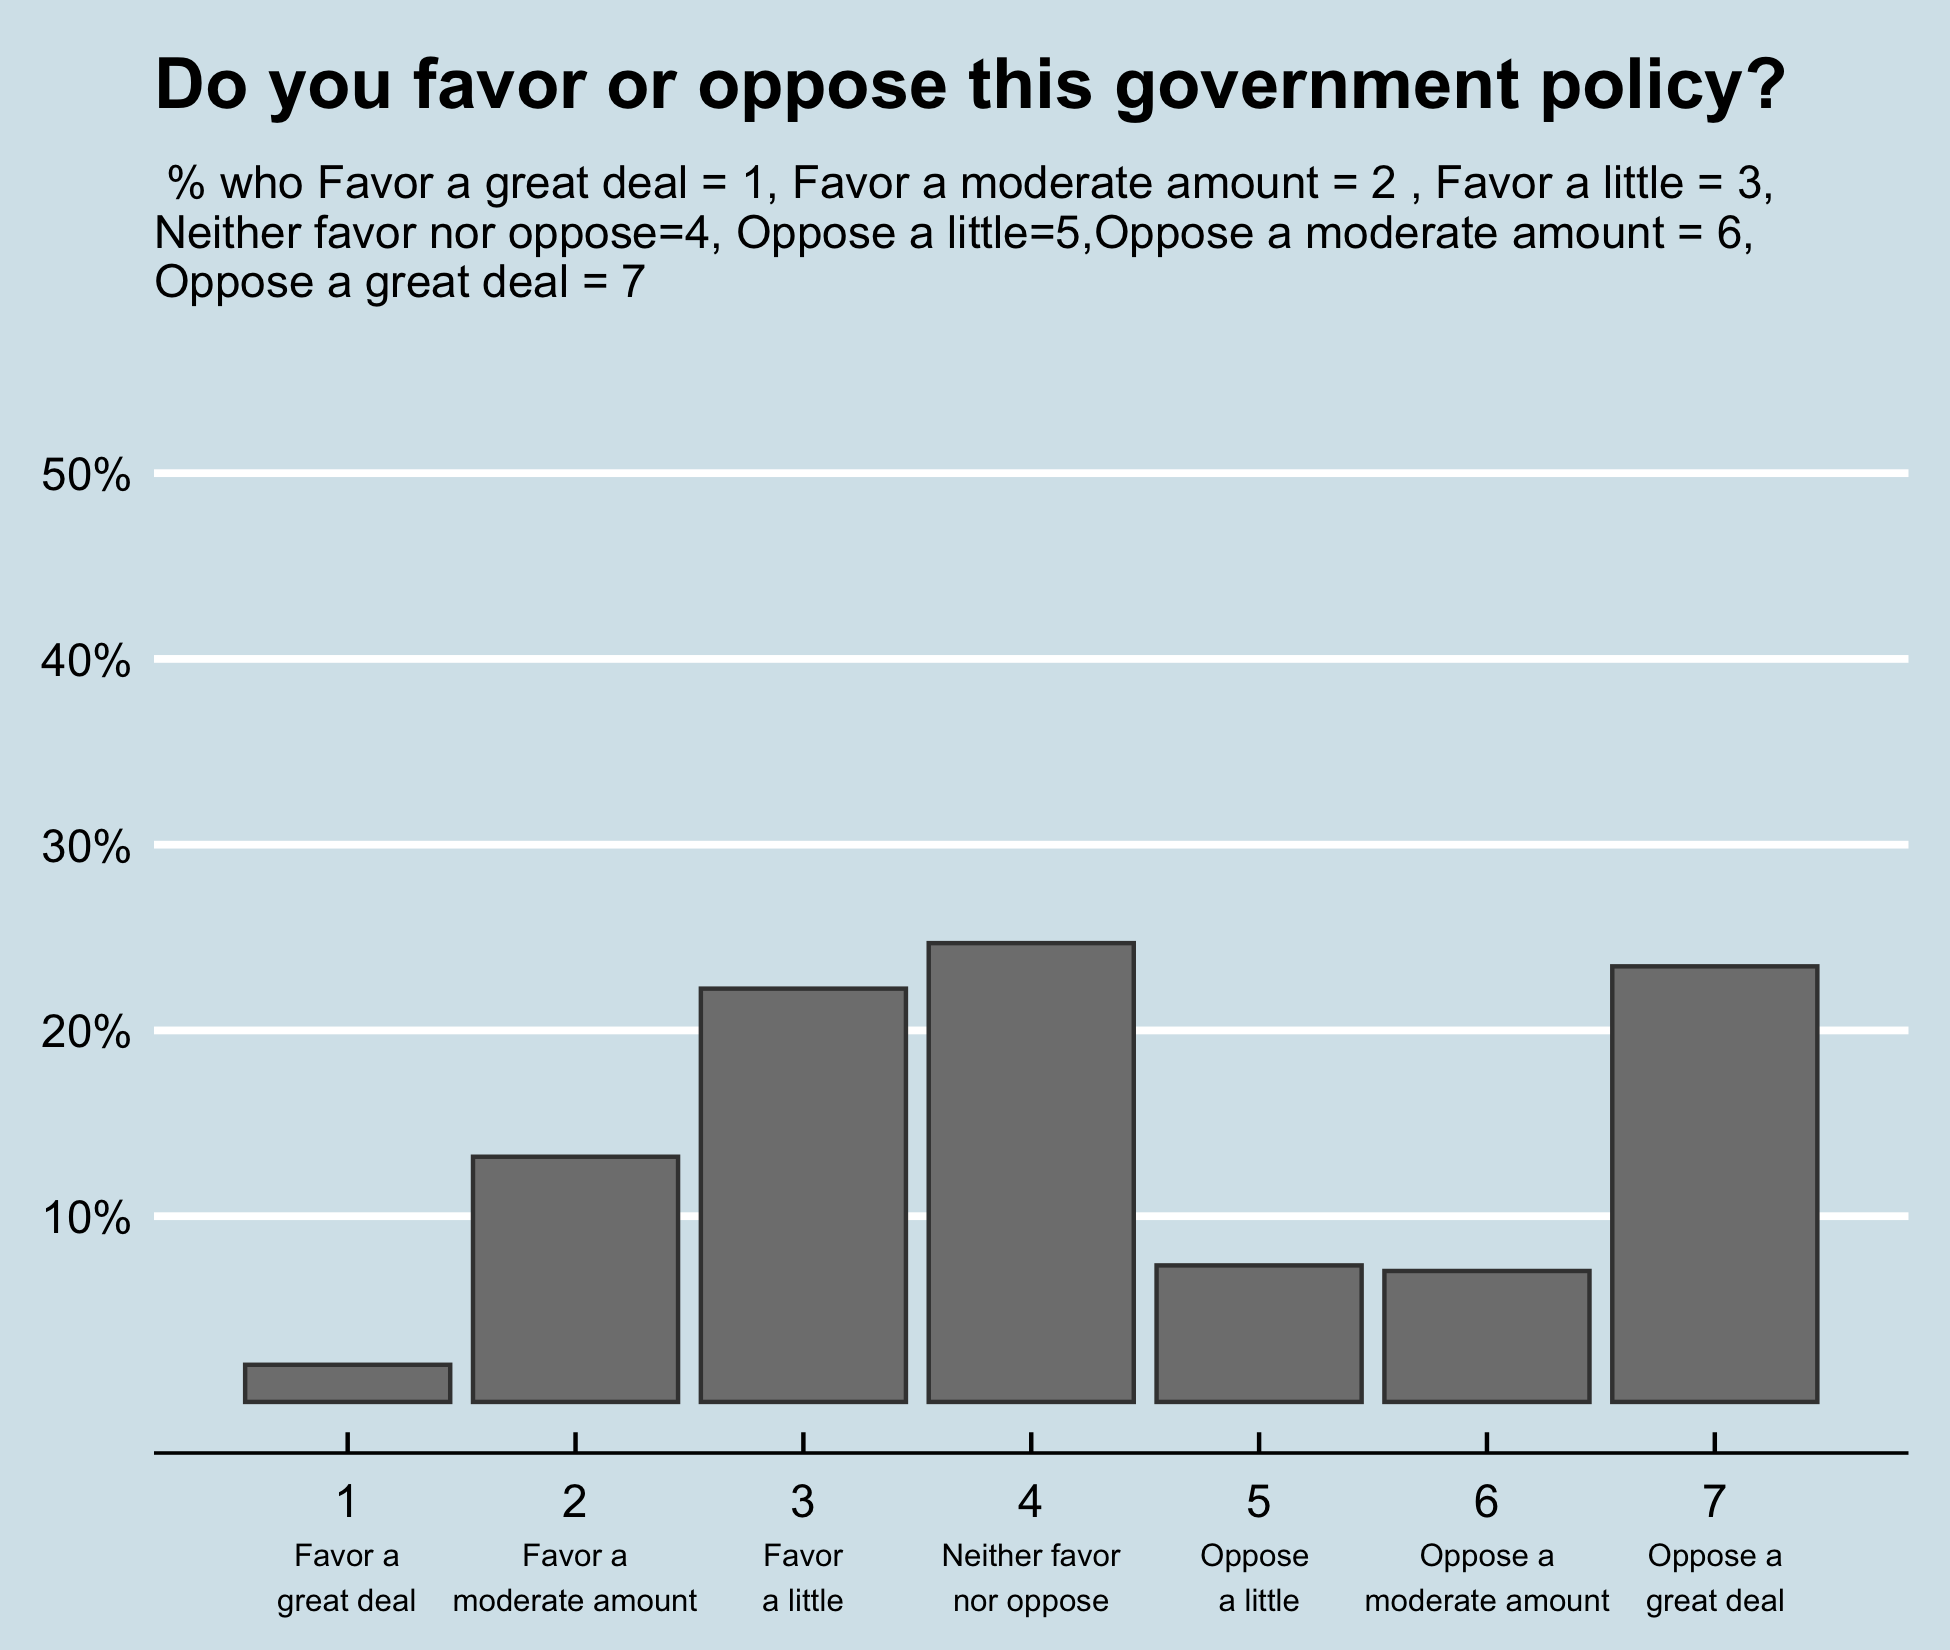 Do you favor or oppose this government policy?
% who Favor a great deal = 1, Favor a moderate amount = 2 , Favor a little = 3,
Neither favor nor oppose=4, Oppose a little=5,Oppose a moderate amount = 6,
Oppose a great deal = 7
50%
40%
30%
20%
10%
1 2 3 4 5 6 7
Favor a Favor a Favor Neither favor Oppose Oppose a Oppose a
great deal moderate amount a little nor oppose a little moderate amount great deal